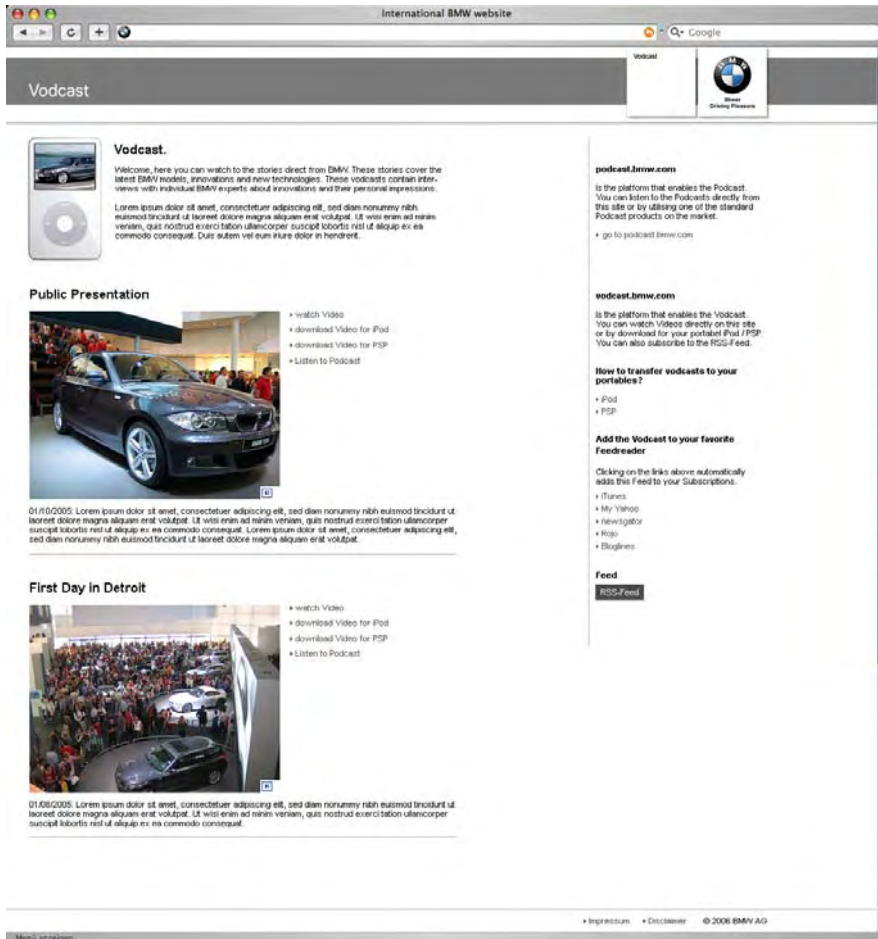 International BMW website
Google
Vodcast
BMW
Sheer
Driving Pleasure
Vodcast
Vodcast.
Welcome, here you can watch to the stories direct from BMW. These stories cover the
latest BMW models, innovations and new technologies. These vodcasts contain inter-
views with individual BMW experts about innovations and their personal impressions.
Lorem ipsum dolor sit amet, consectetuer adipiscing elit, sed diam nonummy nibh
euismod tincidunt ut laoreet dolore magna aliquam erat volutpat. Ut wisi enim ad minim
veniam, quis nostrud exerci tation ullamcorper suscipit lobortis nisl ut aliquip ex ea
commodo consequat. Duis autem vel eum iriure dolor in hendrerit.
Public Presentation
watch Video
download Video for iPod
download Video for PSP
Listen to Podcast
01/10/2005: Lorem ipsum dolor sit amet, consectetuer adipiscing elit, sed diam nonummy nibh euismod tincidunt ut
laoreet dolore magna aliquam erat volutpat. Ut wisi enim ad minim veniam, quis nostrud exerci tation ullamcorper
suscipit lobortis nisl ut aliquip ex ea commodo consequat. Lorem ipsum dolor sit amet, consectetuer adipiscing elit,
sed diam nonummy nibh euismod tincidunt ut laoreet dolore magna aliquam erat volutpat.
First Day in Detroit
watch Video
download Video for iPod
download Video for PSP
Listen to Podcast
01/08/2005: Lorem ipsum dolor sit amet, consectetuer adipiscing elit, sed diam nonummy nibh euismod tincidunt ut
laoreet dolore magna aliquam erat volutpat. Ut wisi enim ad minim veniam, quis nostrud exerci tation ullamcorper
suscipit lobortis nisl ut aliquip ex ea commodo consequat.
podcast.bmw.com
Is the platform that enables the Podcast.
You can listen to the Podcasts directly from
this site or by utilising one of the standard
Podcast products on the market.
go to podcast.bmw.com
vodcast.bmw.com
Is the platform that enables the Vodcast.
You can watch Videos directly on this site
or by download for your portabel iPod / PSP.
You can also subscribe to the RSS-Feed.
How to transfer vodcasts to your
portables?
iPod
PSP
Add the Vodcast to your favorite
Feedreader
Clicking on the links above automatically
adds this Feed to your Subscriptions.
iTunes
My Yahoo
newsgator
Rojo
Bloglines
Feed
RSS-Feed
Impressum Disclaimer © 2006 BMW AG
Menü anzeigen